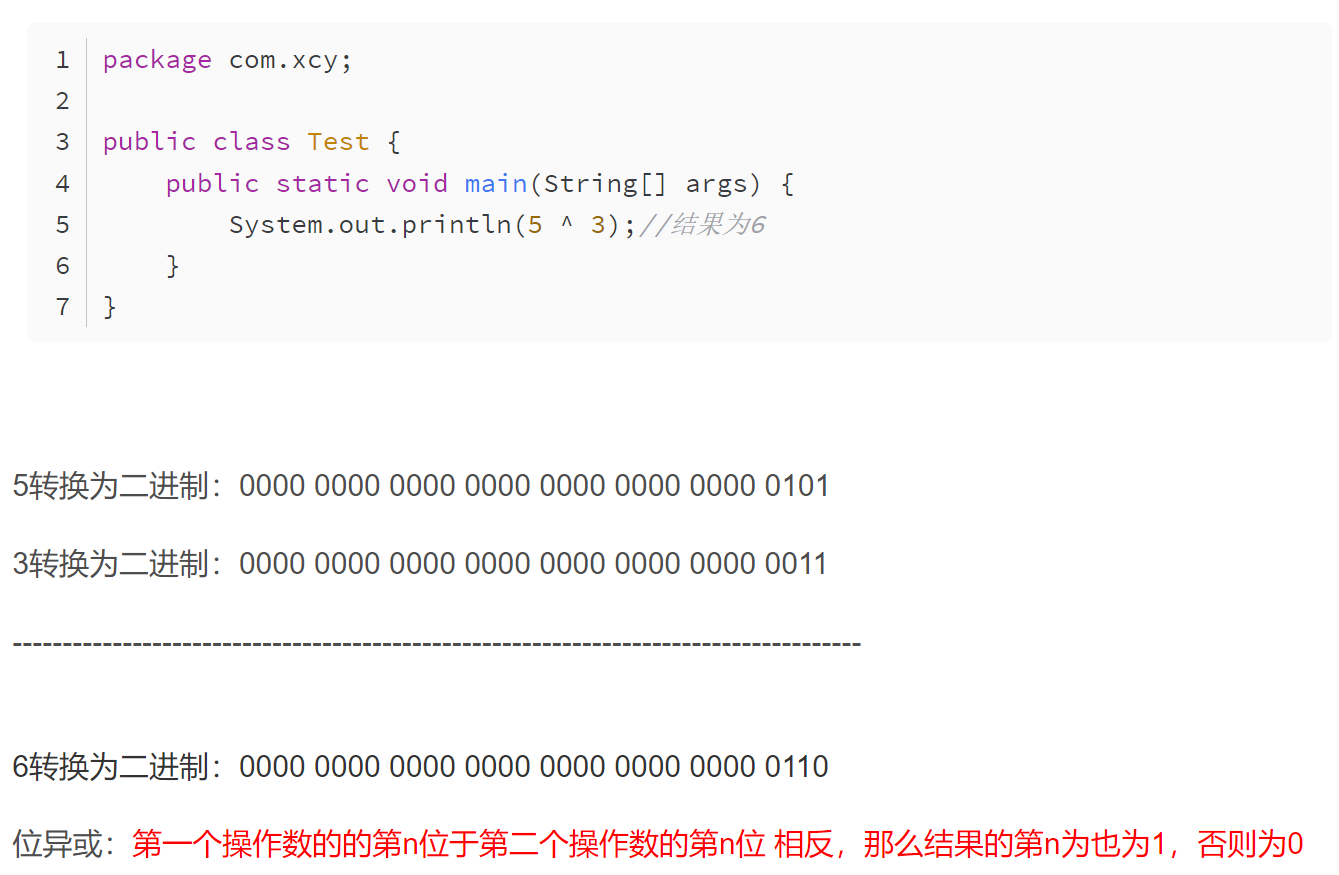 1 package com.xcy;
2
3 public class Test {
4     public static void main(String[] args) {
5         System.out.println(5 ^ 3);//结果为6
6     }
7 }
5转换为二进制：0000 0000 0000 0000 0000 0000 0000 0101
3转换为二进制：0000 0000 0000 0000 0000 0000 0000 0011
-------------------------------------------------------------------------------------
6转换为二进制：0000 0000 0000 0000 0000 0000 0000 0110
位异或：第一个操作数的的第n位于第二个操作数的第n位 相反，那么结果的第n为也为1，否则为0